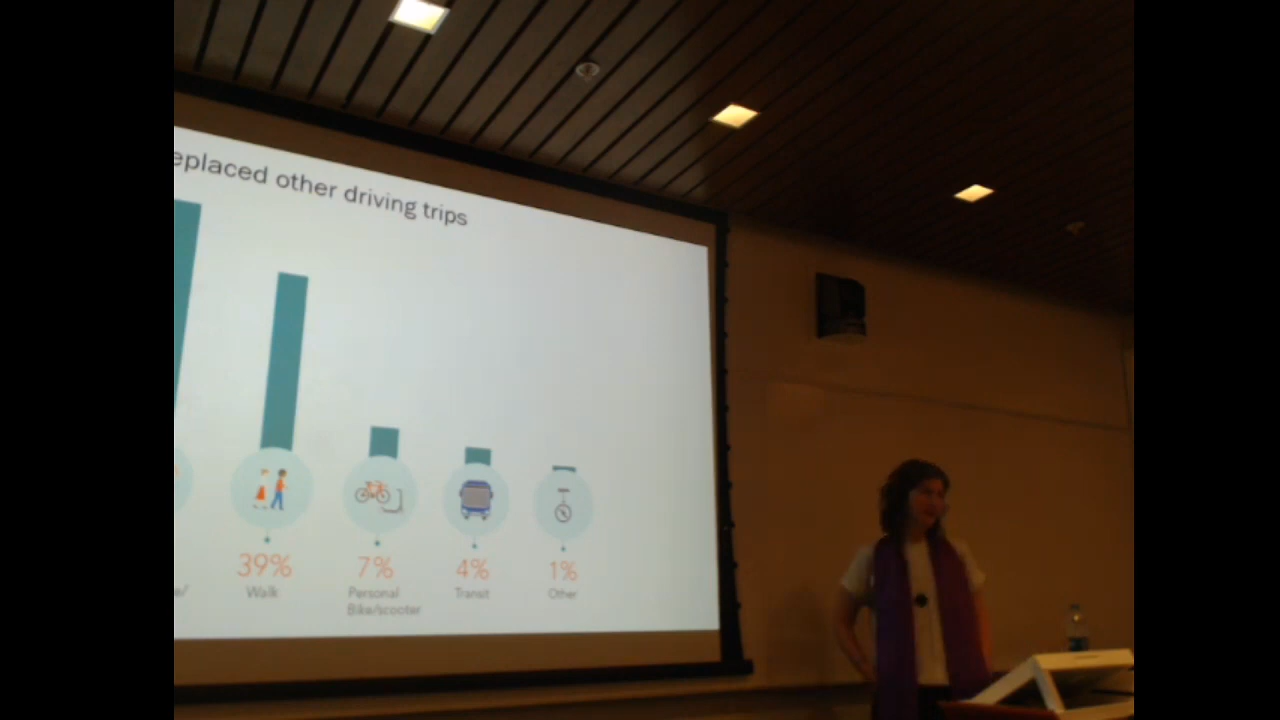 eplaced other driving trips
39%
Walk
7%
Personal
Bike/scooter
4%
Transit
1%
Other